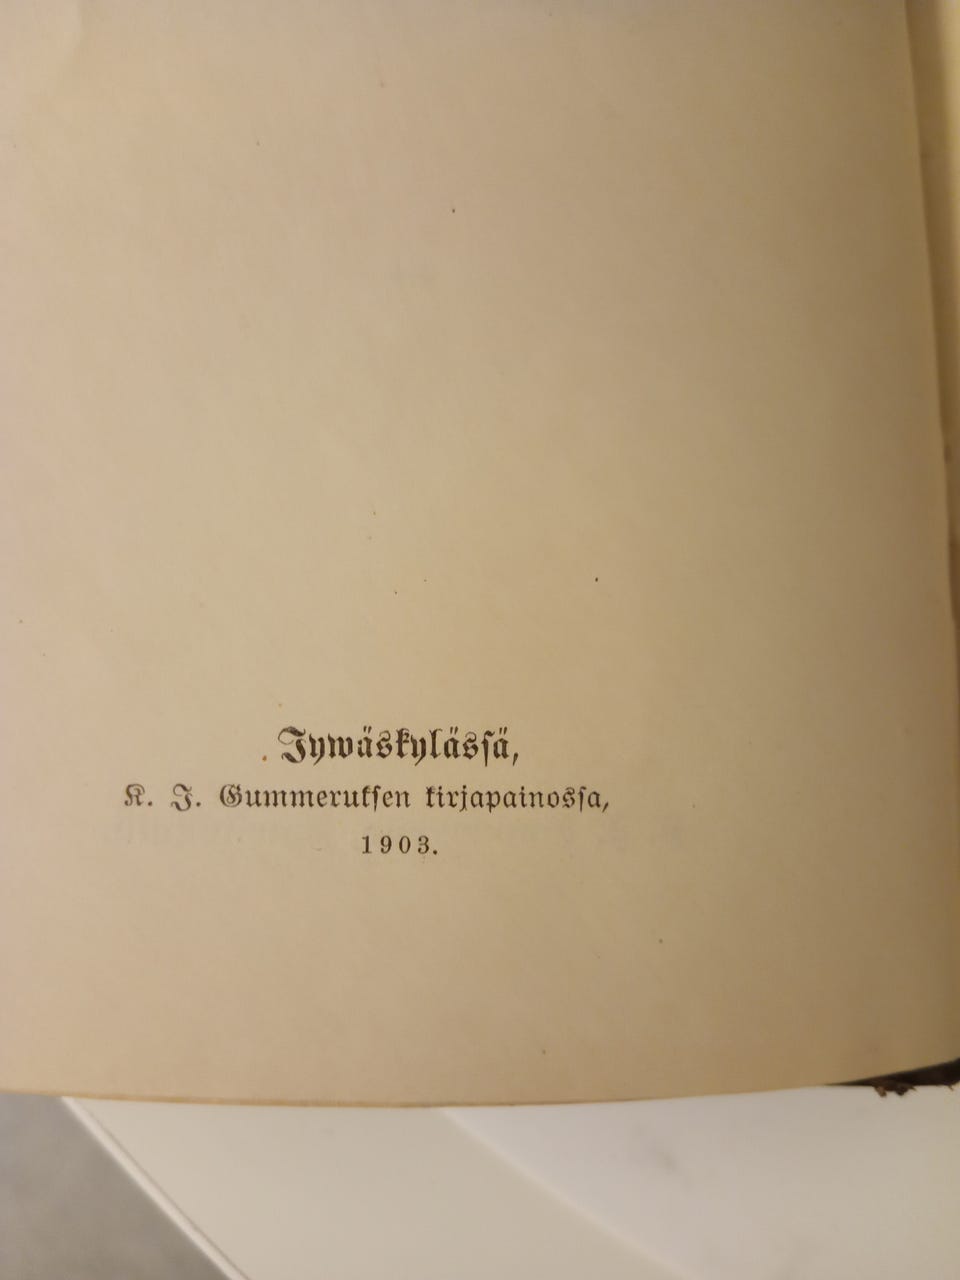 Jywäskylässä,
K. J. Gummeruksen kirjapainossa,
1903.